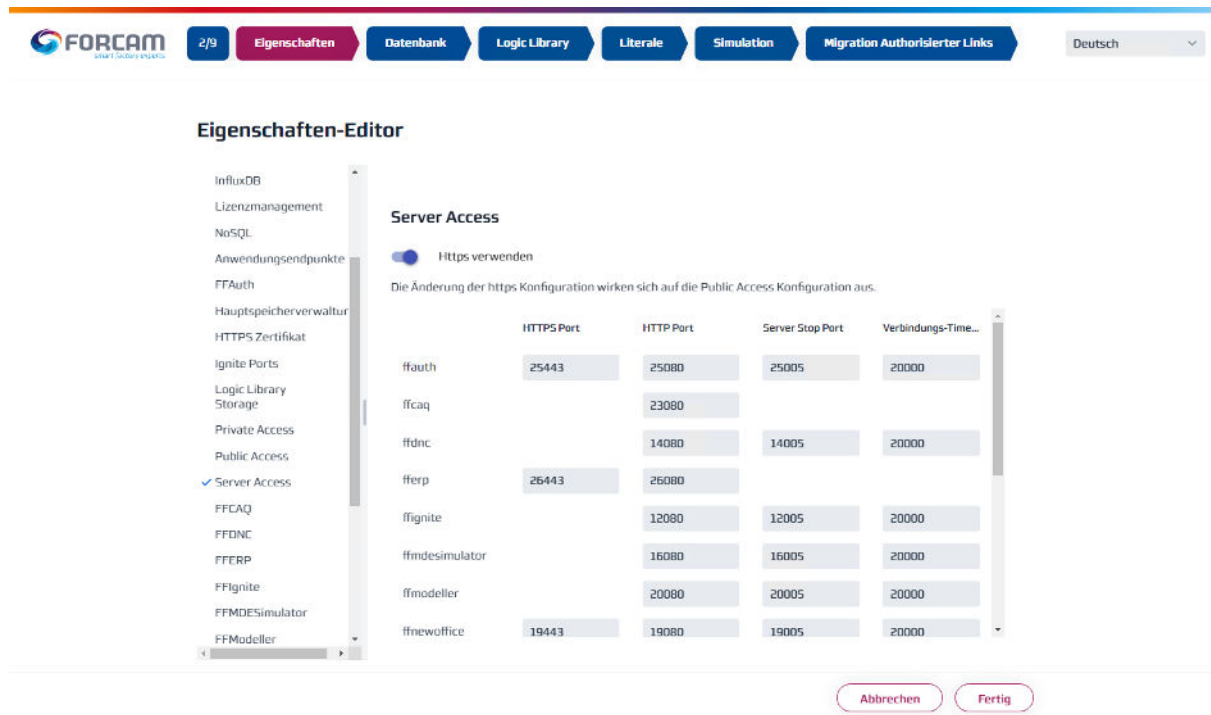 FORCAM
smart factory experts
2/9
Eigenschaften
Datenbank
Logic Library
Literale
Simulation
Migration Authorisierter Links
Deutsch
Eigenschaften-Editor
InfluxDB
Lizenzmanagement
NoSQL
Anwendungsendpunkte
FFAuth
Hauptspeicherverwaltur
HTTPS Zertifikat
Ignite Ports
Logic Library
Storage
Private Access
Public Access
Server Access
FFCAQ
FFDNC
FFERP
FFIgnite
FFMDESimulator
FFModeller
Server Access
Https verwenden
Die Änderung der https Konfiguration wirken sich auf die Public Access Konfiguration aus.
HTTPS Port HTTP Port Server Stop Port Verbindungs-Time...
ffauth 25443 25080 25005 20000
ffcaq 23080
ffdnc 14080 14005 20000
fferp 26443 26080
ffignite 12080 12005 20000
ffmdesimulator 16080 16005 20000
ffmodeller 20080 20005 20000
ffnewoffice 19443 19080 19005 20000
Abbrechen
Fertig